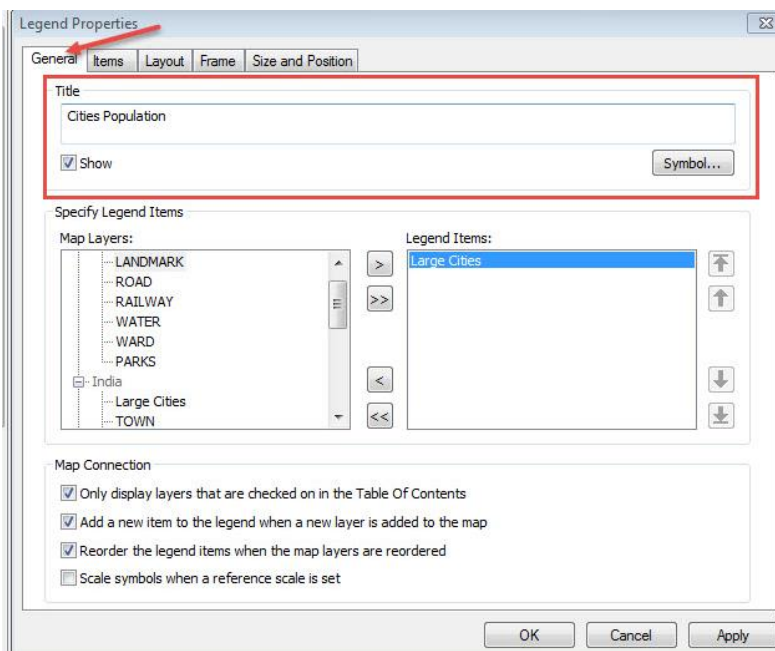 Legend Properties
General Items Layout Frame Size and Position
Title
Cities Population
Show
Symbol...
Specify Legend Items
Map Layers:
LANDMARK
ROAD
RAILWAY
WATER
WARD
PARKS
India
Large Cities
TOWN
>
>>
<
<<
Legend Items:
Large Cities
Map Connection
Only display layers that are checked on in the Table Of Contents
Add a new item to the legend when a new layer is added to the map
Reorder the legend items when the map layers are reordered
Scale symbols when a reference scale is set
OK Cancel Apply